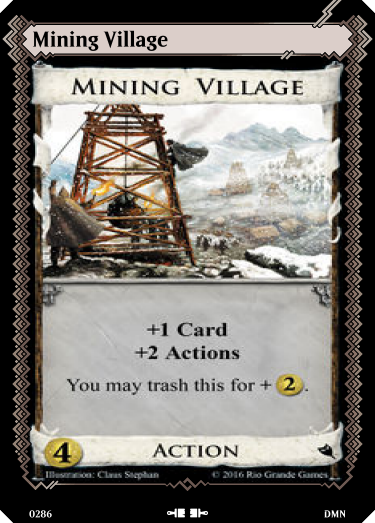 Mining Village
MINING VILLAGE
+1 Card
+2 Actions
You may trash this for + 2.
4
ACTION
Illustration: Claus Stephan © 2016 Rio Grande Games
0286 DMN